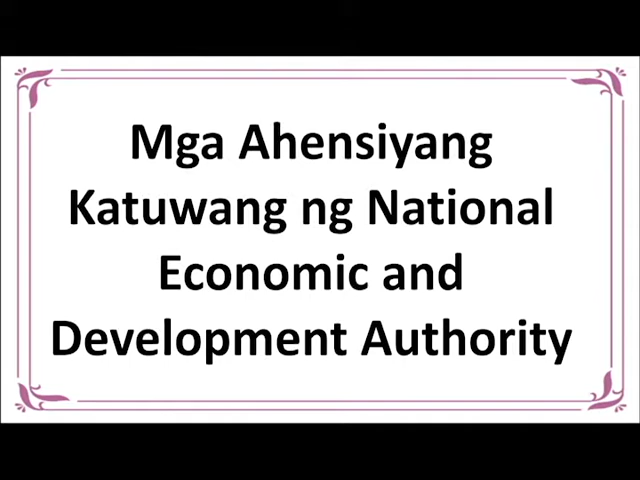 Mga Ahensiyang
Katuwang ng National
Economic and
Development Authority